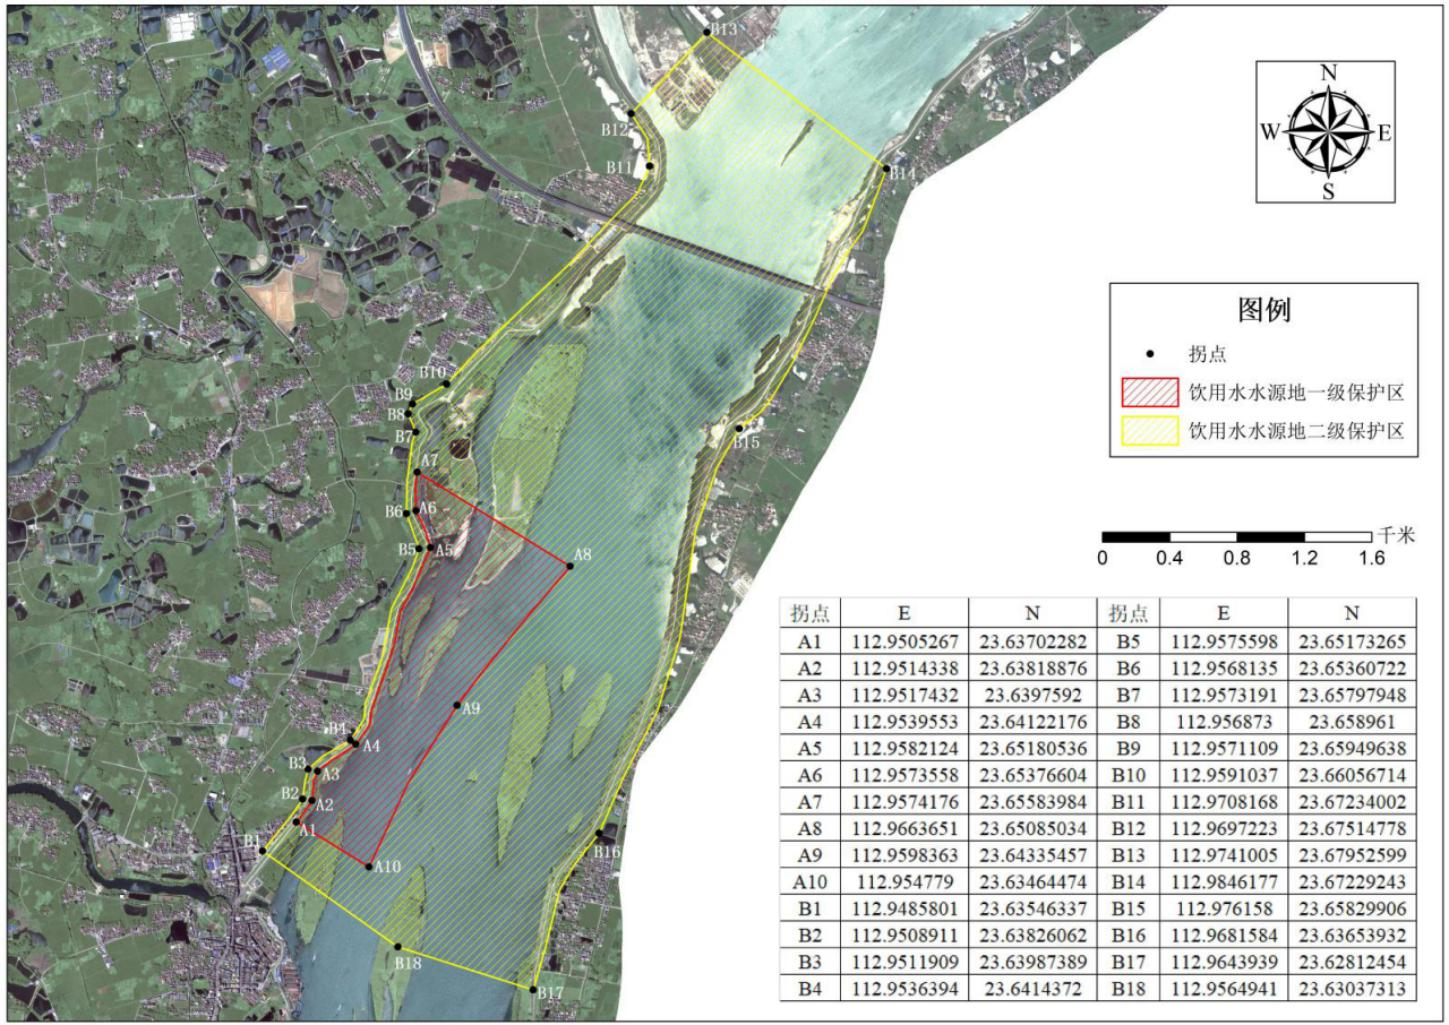 B13
N
W E
S
B12
B11
B14
图例
拐点
饮用水水源地一级保护区
饮用水水源地二级保护区
B10
B9
B8
B7
B15
A7
B6
A6
B5
A5
A8
千米
0 0.4 0.8 1.2 1.6
A9
B4
A4
B3
A3
B2
A2
A1
B1
A10
B16
B18
B17
拐点 E N 拐点 E N
A1 112.9505267 23.63702282 B5 112.9575598 23.65173265
A2 112.9514338 23.63818876 B6 112.9568135 23.65360722
A3 112.9517432 23.6397592 B7 112.9573191 23.65797948
A4 112.9539553 23.64122176 B8 112.956873 23.658961
A5 112.9582124 23.65180536 B9 112.9571109 23.65949638
A6 112.9573558 23.65376604 B10 112.9591037 23.66056714
A7 112.9574176 23.65583984 B11 112.9708168 23.67234002
A8 112.9663651 23.65085034 B12 112.9697223 23.67514778
A9 112.9598363 23.64335457 B13 112.9741005 23.67952599
A10 112.954779 23.63464474 B14 112.9846177 23.67229243
B1 112.9485801 23.63546337 B15 112.976158 23.65829906
B2 112.9508911 23.63826062 B16 112.9681584 23.63653932
B3 112.9511909 23.63987389 B17 112.9643939 23.62812454
B4 112.9536394 23.6414372 B18 112.9564941 23.63037313